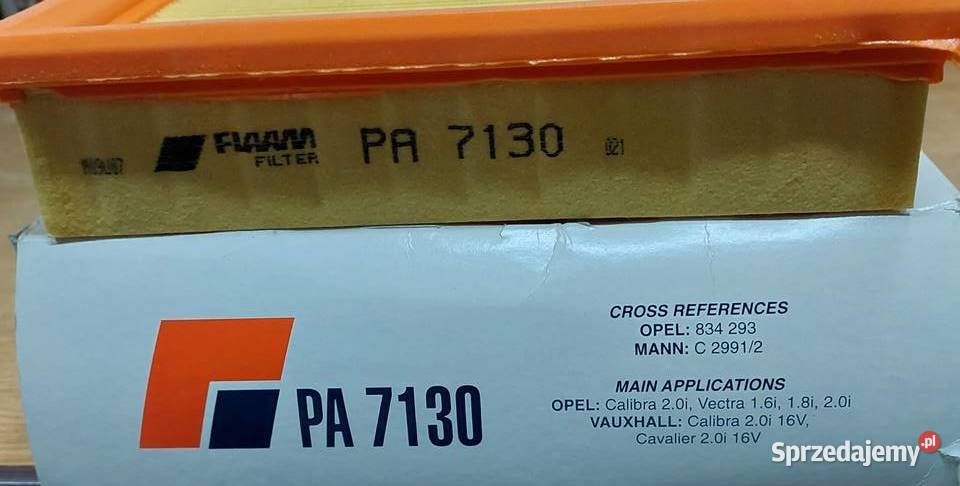 FIAAM
FILTER
PA 7130
021
PA 7130
CROSS REFERENCES
OPEL: 834 293
MANN: C 2991/2
MAIN APPLICATIONS
OPEL: Calibra 2.0i, Vectra 1.6i, 1.8i, 2.0i
VAUXHALL: Calibra 2.0i 16V,
Cavalier 2.0i 16V
Sprzedajemy.pl